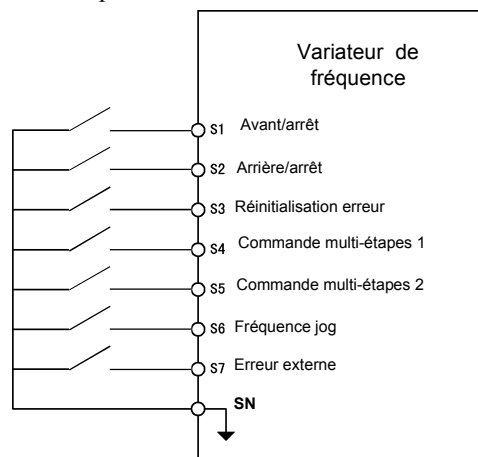 Variateur de
fréquence
S1 Avant/arrêt
S2 Arrière/arrêt
S3 Réinitialisation erreur
S4 Commande multi-étapes 1
S5 Commande multi-étapes 2
S6 Fréquence jog
S7 Erreur externe
SN